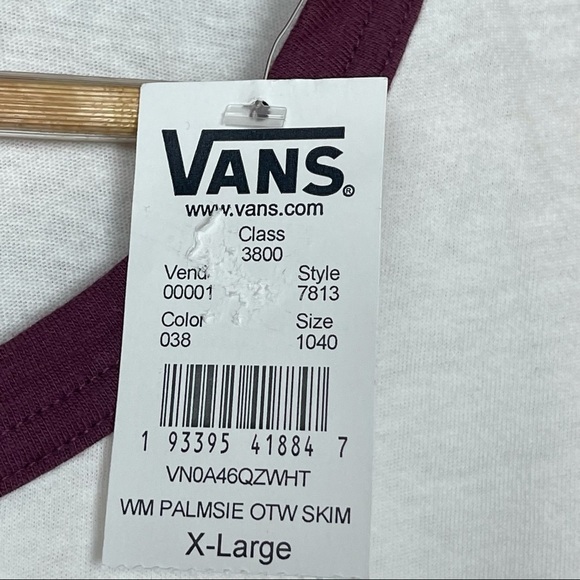 VANS®
www.vans.com
Class
3800
Style
00001 7813
Color Size
038 1040
1 93395 41884 7
VN0A46QZWHT
WM PALMSIE OTW SKIM
X-Large